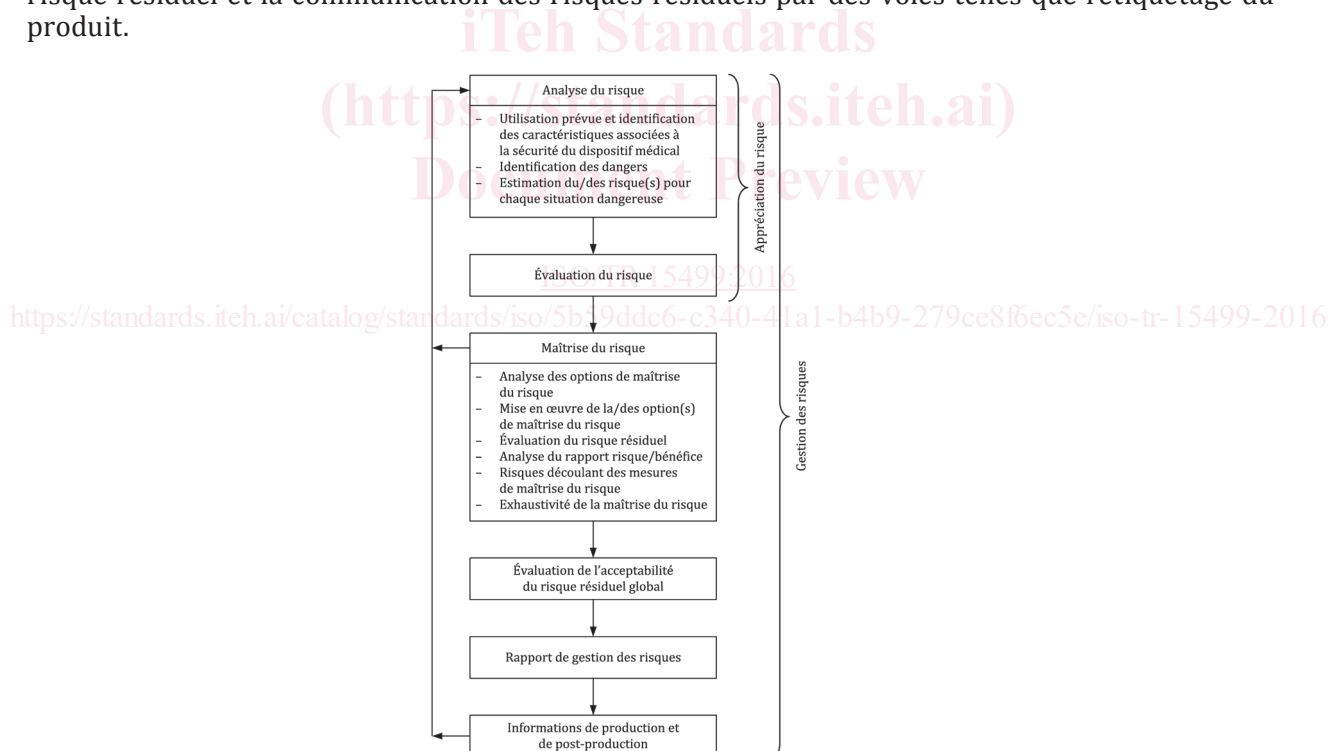 risque résiduel et la communication des risques résiduels par des voies telles que l'étiquetage du
produit.
iTeh Standards
(https://standards.iteh.ai)
Document Preview
Analyse du risque
– Utilisation prévue et identification
des caractéristiques associées à
la sécurité du dispositif médical
– Identification des dangers
– Estimation du/des risque(s) pour
chaque situation dangereuse
Appréciation du risque
Évaluation du risque
ISO/TR 15499:2016
https://standards.iteh.ai/catalog/standards/iso/5b59ddc6-c340-41a1-b4b9-279ce8f6ec5e/iso-tr-15499-2016
Maîtrise du risque
– Analyse des options de maîtrise
du risque
– Mise en œuvre de la/des option(s)
de maîtrise du risque
– Évaluation du risque résiduel
– Analyse du rapport risque/bénéfice
– Risques découlant des mesures
de maîtrise du risque
– Exhaustivité de la maîtrise du risque
Gestion des risques
Évaluation de l'acceptabilité
du risque résiduel global
Rapport de gestion des risques
Informations de production et
de post-production